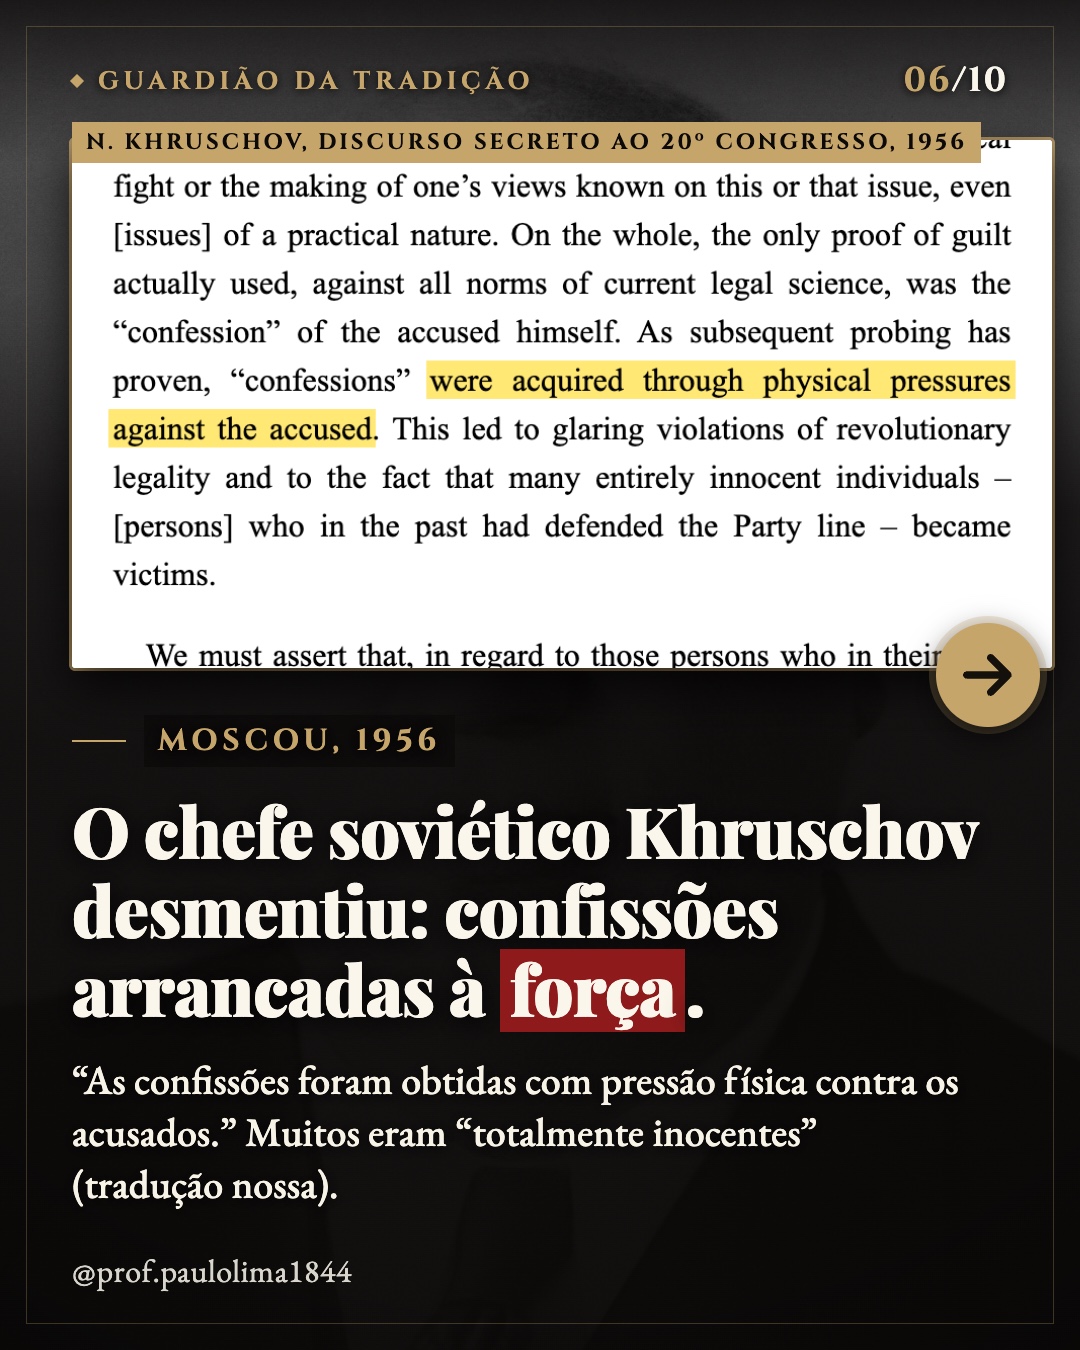 GUARDIÃO DA TRADIÇÃO
06/10
N. KHRUSCHOV, DISCURSO SECRETO AO 20º CONGRESSO, 1956
fight or the making of one’s views known on this or that issue, even
[issues] of a practical nature. On the whole, the only proof of guilt
actually used, against all norms of current legal science, was the
“confession” of the accused himself. As subsequent probing has
proven, “confessions” were acquired through physical pressures
against the accused. This led to glaring violations of revolutionary
legality and to the fact that many entirely innocent individuals –
[persons] who in the past had defended the Party line – became
victims.
We must assert that, in regard to those persons who in their
MOSCOU, 1956
O chefe soviético Khruschov
desmentiu: confissões
arrancadas à força.
“As confissões foram obtidas com pressão física contra os
acusados.” Muitos eram “totalmente inocentes”
(tradução nossa).
@prof.paulolima1844